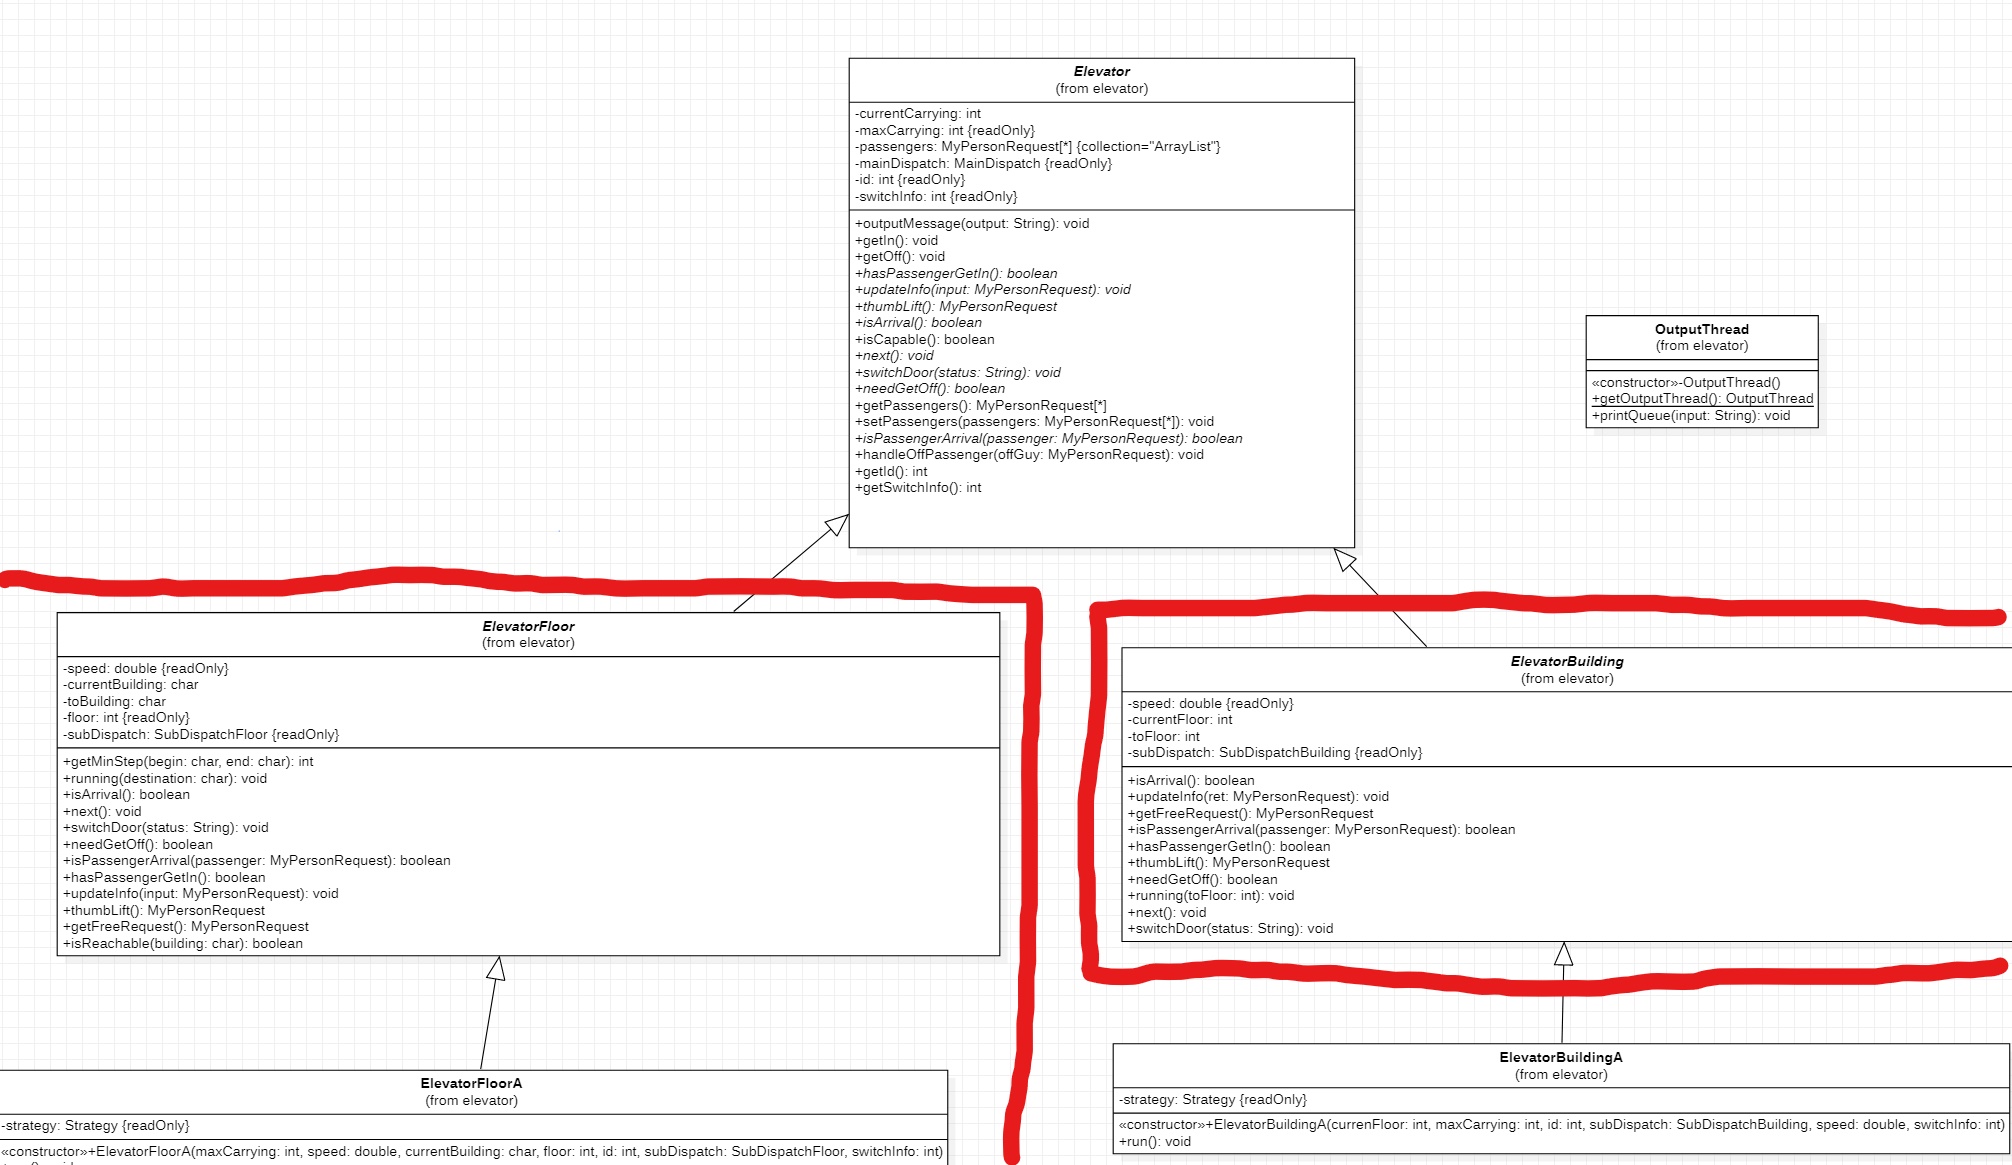 Elevator
(from elevator)
-currentCarrying: int
-maxCarrying: int {readOnly}
-passengers: MyPersonRequest[*] {collection="ArrayList"}
-mainDispatch: MainDispatch {readOnly}
-id: int {readOnly}
-switchInfo: int {readOnly}
+outputMessage(output: String): void
+getIn(): void
+getOff(): void
+hasPassengerGetIn(): boolean
+updateInfo(input: MyPersonRequest): void
+thumbLift(): MyPersonRequest
+isArrival(): boolean
+isCapable(): boolean
+next(): void
+switchDoor(status: String): void
+needGetOff(): boolean
+getPassengers(): MyPersonRequest[*]
+setPassengers(passengers: MyPersonRequest[*]): void
+isPassengerArrival(passenger: MyPersonRequest): boolean
+handleOffPassenger(offGuy: MyPersonRequest): void
+getId(): int
+getSwitchInfo(): int
OutputThread
(from elevator)
«constructor»-OutputThread()
+getOutputThread(): OutputThread
+printQueue(input: String): void
ElevatorFloor
(from elevator)
-speed: double {readOnly}
-currentBuilding: char
-toBuilding: char
-floor: int {readOnly}
-subDispatch: SubDispatchFloor {readOnly}
+getMinStep(begin: char, end: char): int
+running(destination: char): void
+isArrival(): boolean
+next(): void
+switchDoor(status: String): void
+needGetOff(): boolean
+isPassengerArrival(passenger: MyPersonRequest): boolean
+hasPassengerGetIn(): boolean
+updateInfo(input: MyPersonRequest): void
+thumbLift(): MyPersonRequest
+getFreeRequest(): MyPersonRequest
+isReachable(building: char): boolean
ElevatorBuilding
(from elevator)
-speed: double {readOnly}
-currentFloor: int
-toFloor: int
-subDispatch: SubDispatchBuilding {readOnly}
+isArrival(): boolean
+updateInfo(ret: MyPersonRequest): void
+getFreeRequest(): MyPersonRequest
+isPassengerArrival(passenger: MyPersonRequest): boolean
+hasPassengerGetIn(): boolean
+thumbLift(): MyPersonRequest
+needGetOff(): boolean
+running(toFloor: int): void
+next(): void
+switchDoor(status: String): void
ElevatorFloorA
(from elevator)
-strategy: Strategy {readOnly}
«constructor»+ElevatorFloorA(maxCarrying: int, speed: double, currentBuilding: char, floor: int, id: int, subDispatch: SubDispatchFloor, switchInfo: int)
ElevatorBuildingA
(from elevator)
-strategy: Strategy {readOnly}
«constructor»+ElevatorBuildingA(currenFloor: int, maxCarrying: int, id: int, subDispatch: SubDispatchBuilding, speed: double, switchInfo: int)
+run(): void